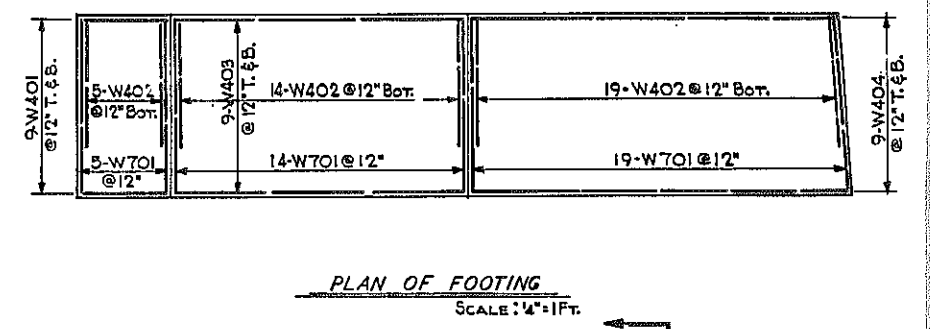 9-W401
@12" T.&B.
5-W402
@12" BOT.
5-W701
@12"
9-W403
@12" T.&B.
14-W402@12" BOT.
14-W701@12"
19-W402@12" BOT.
19-W701@12"
9-W404
@12" T.&B.
PLAN OF FOOTING
SCALE: ¼"=1FT.